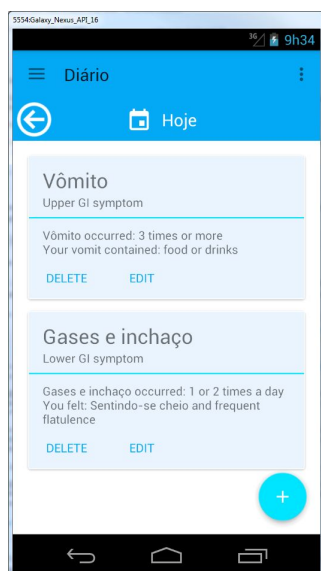 5554:Galaxy_Nexus_API_16
3G 9h34
Diário
Hoje
Vômito
Upper GI symptom
Vômito occurred: 3 times or more
Your vomit contained: food or drinks
DELETE EDIT
Gases e inchaço
Lower GI symptom
Gases e inchaço occurred: 1 or 2 times a day
You felt: Sentindo-se cheio and frequent
flatulence
DELETE EDIT
+